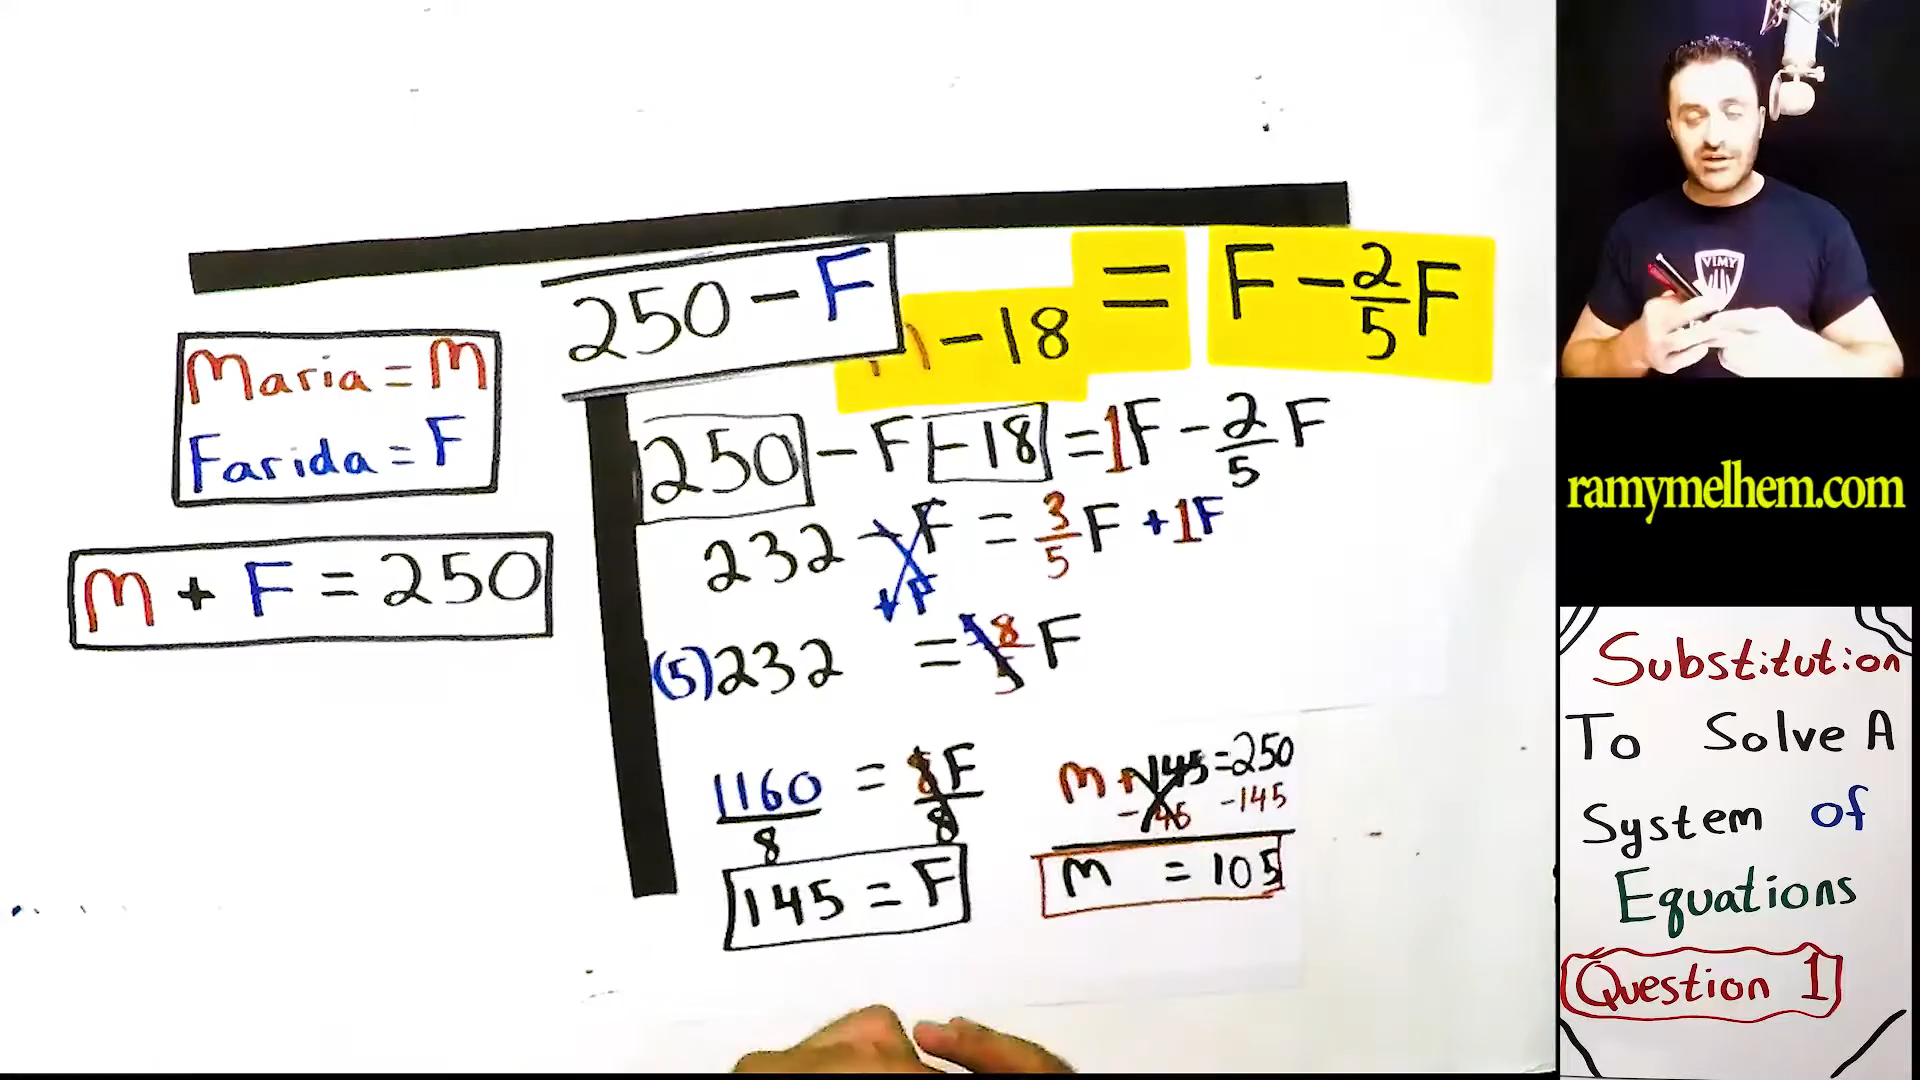 250 - F
m - 18 = F - 2/5 F
Maria = M
Farida = F
M + F = 250
250 - F - 18 = 1F - 2/5 F
232 - F = 3/5 F + 1F
+ F
(5) 232 = 8/5 F
1160/8 = 8F/8
145 = F
M + 145 = 250
- 145 - 145
M = 105
VIMY
ramymelhem.com
Substitution
To Solve A
System of
Equations
Question 1